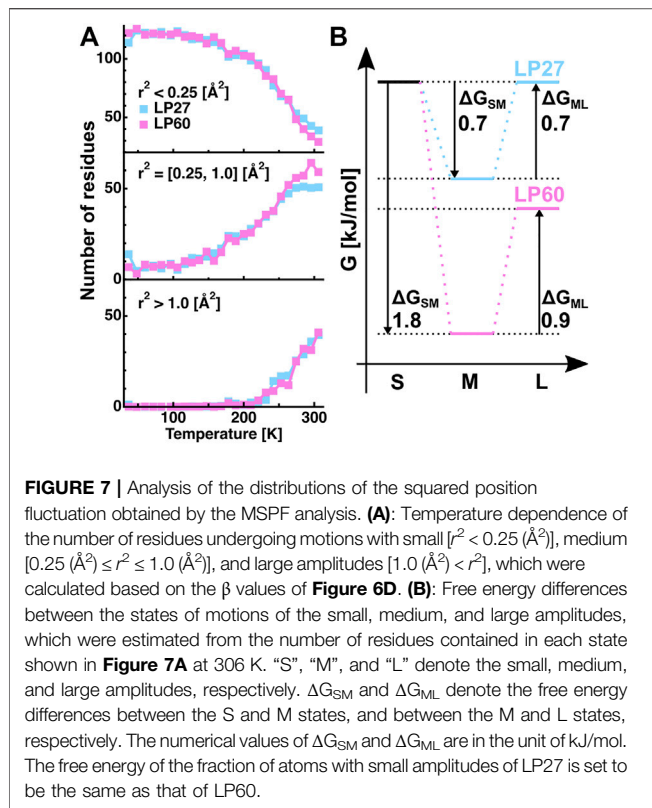 A
r² < 0.25 [Å²]
LP27
LP60
100
50
r² = [0.25, 1.0] [Å²]
50
0
r² > 1.0 [Å²]
50
0
100
200
300
Temperature [K]
Number of residues
B
LP27
ΔG_SM
0.7
ΔG_ML
0.7
LP60
ΔG_SM
1.8
ΔG_ML
0.9
G [kJ/mol]
S
M
L
FIGURE 7 | Analysis of the distributions of the squared position
fluctuation obtained by the MSPF analysis. (A): Temperature dependence of
the number of residues undergoing motions with small [r² < 0.25 (Å²)], medium
[0.25 (Å²) ≤ r² ≤ 1.0 (Å²)], and large amplitudes [1.0 (Å²) < r²], which were
calculated based on the β values of Figure 6D. (B): Free energy differences
between the states of motions of the small, medium, and large amplitudes,
which were estimated from the number of residues contained in each state
shown in Figure 7A at 306 K. “S”, “M”, and “L” denote the small, medium,
and large amplitudes, respectively. ΔG_SM and ΔG_ML denote the free energy
differences between the S and M states, and between the M and L states,
respectively. The numerical values of ΔG_SM and ΔG_ML are in the unit of kJ/mol.
The free energy of the fraction of atoms with small amplitudes of LP27 is set to
be the same as that of LP60.